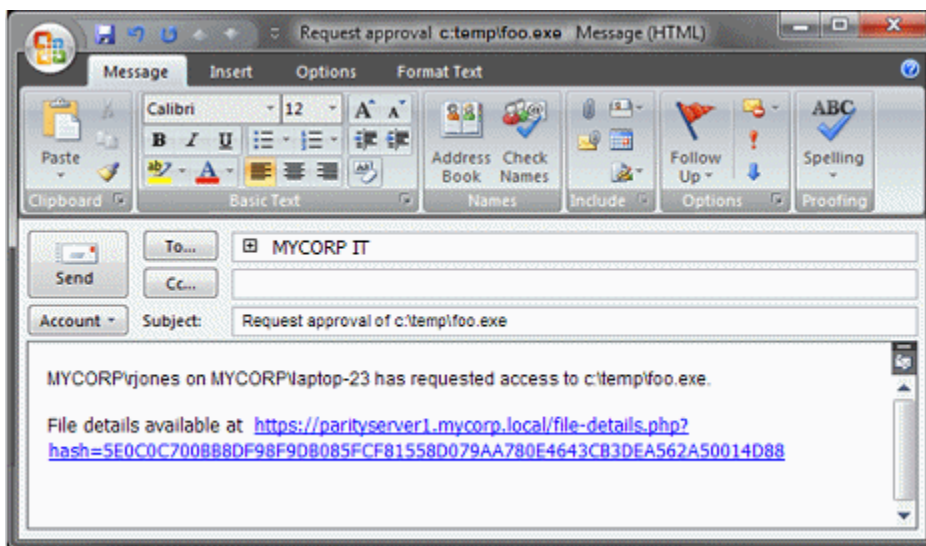 Request approval c:temp\foo.exe Message (HTML)
Message Insert Options Format Text
Calibri 12 A A ABC
B I U
Paste Address Book Check Names Follow Up Spelling
ab A
Clipboard Basic Text Names Include Options Proofing
To... MYCORP IT
Send Cc...
Account Subject: Request approval of c:\temp\foo.exe
MYCORP\rjones on MYCORP\laptop-23 has requested access to c:\temp\foo.exe.
File details available at https://parityserver1.mycorp.local/file-details.php?
hash=5E0C0C700BB8DF98F9DB085FCF81558D079AA780E4643CB3DEA562A50014D88